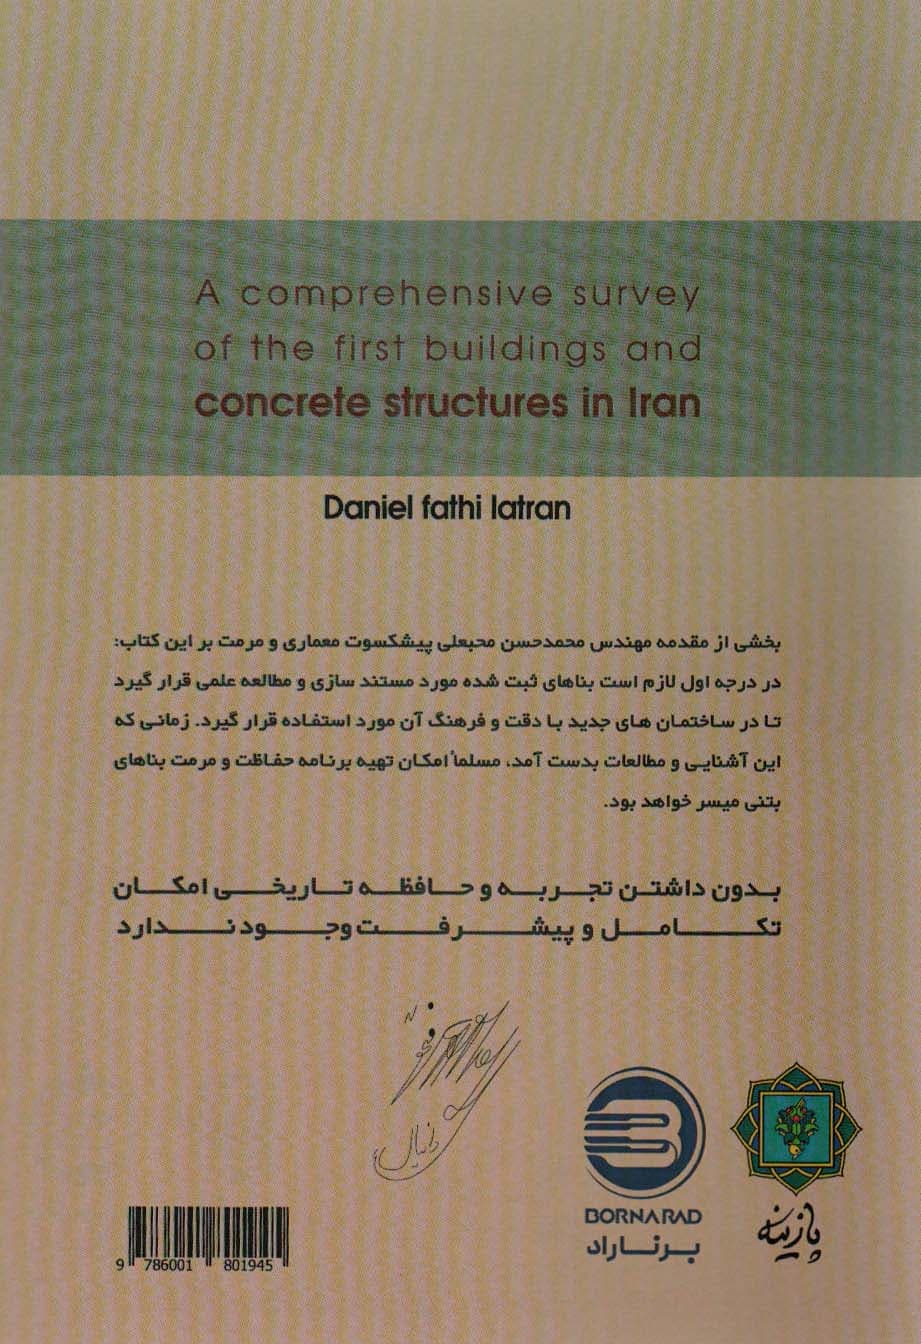 A comprehensive survey
of the first buildings and
concrete structures in Iran
Daniel fathi latran
بخشی از مقدمه مهندس محمدحسن محبعلی پیشکسوت معماری و مرمت بر این کتاب:
در درجه اول لازم است بناهای ثبت شده مورد مستند سازی و مطالعه علمی قرار گیرد
تا در ساختمان های جدید با دقت و فرهنگ آن مورد استفاده قرار گیرد. زمانی که
این آشنایی و مطالعات بدست آمد، مسلماً امکان تهیه برنامه حفاظت و مرمت بناهای
بتنی میسر خواهد بود.
بدون داشتن تجربه و حافظه تاریخی امکان
تکامل و پیشرفت وجود ندارد
دانیال
BORNARAD
برناراد
پازینه
9 786001 801945